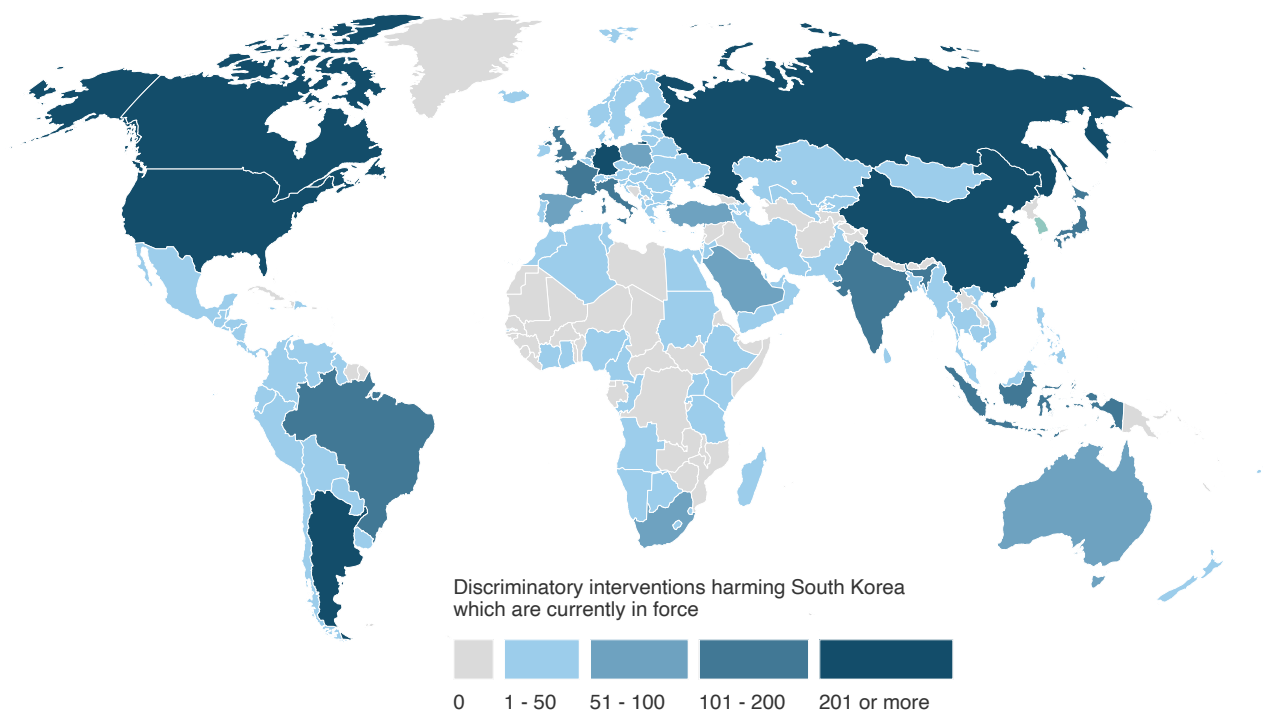 Discriminatory interventions harming South Korea
which are currently in force
0 1 - 50 51 - 100 101 - 200 201 or more